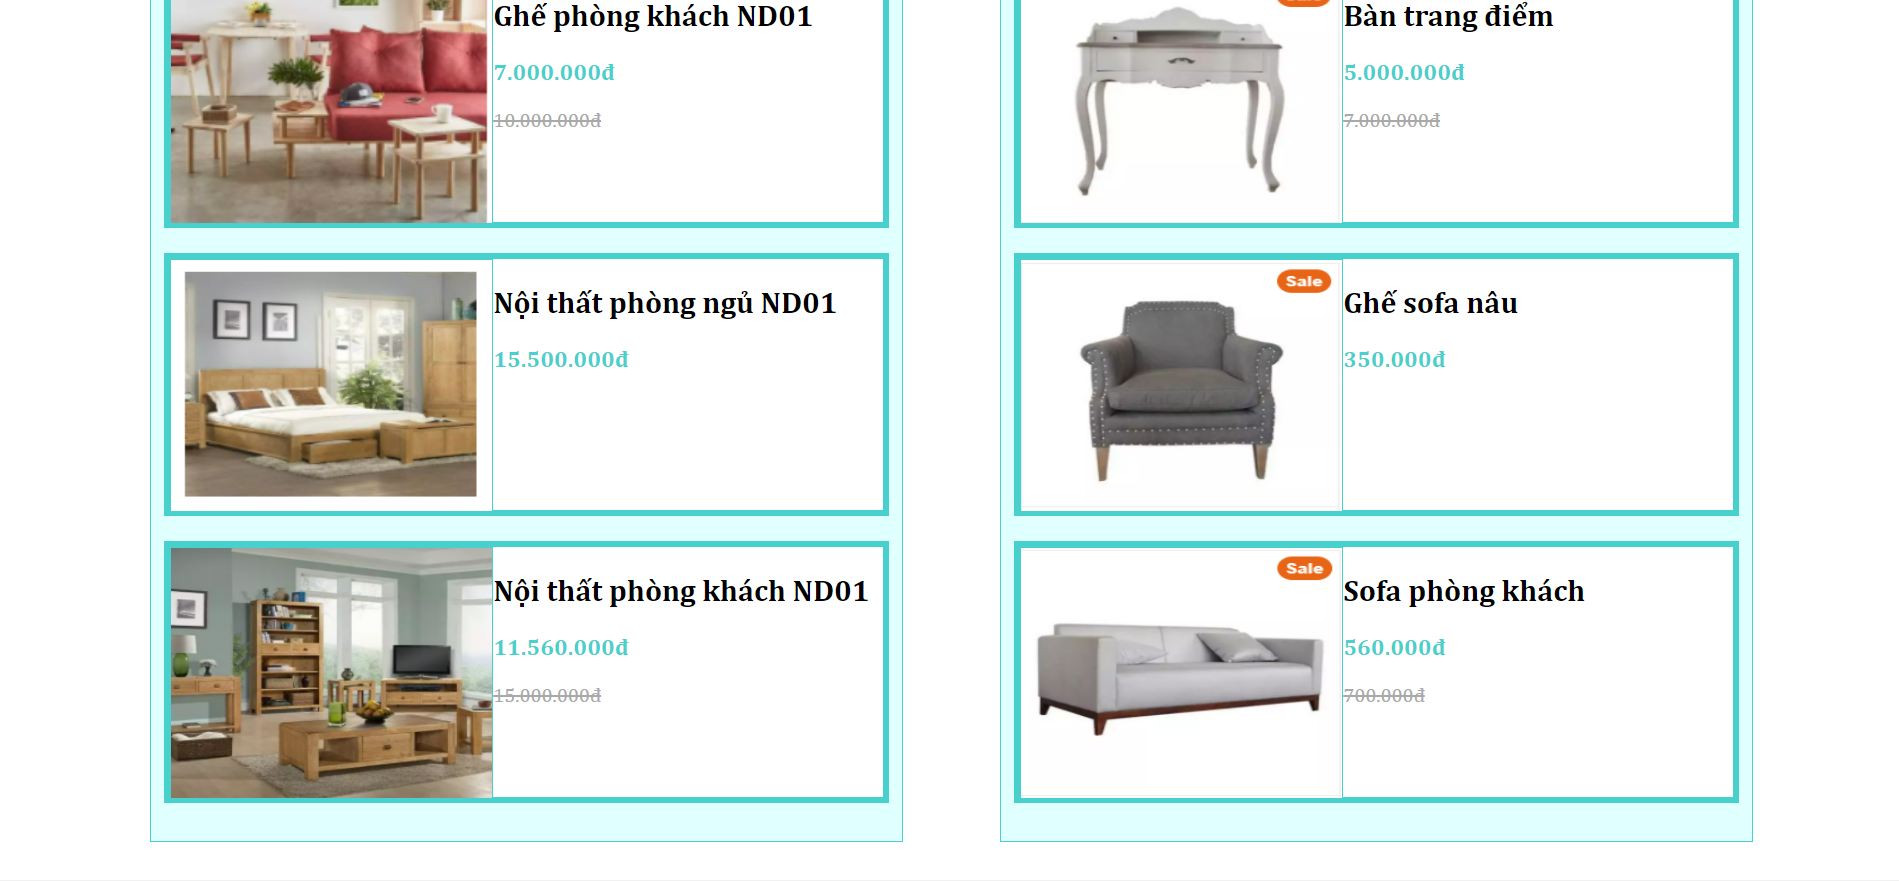 Ghế phòng khách ND01
7.000.000đ
10.000.000đ
Nội thất phòng ngủ ND01
15.500.000đ
Nội thất phòng khách ND01
11.560.000đ
15.000.000đ
Bàn trang điểm
5.000.000đ
7.000.000đ
Sale
Ghế sofa nâu
350.000đ
Sale
Sofa phòng khách
560.000đ
700.000đ